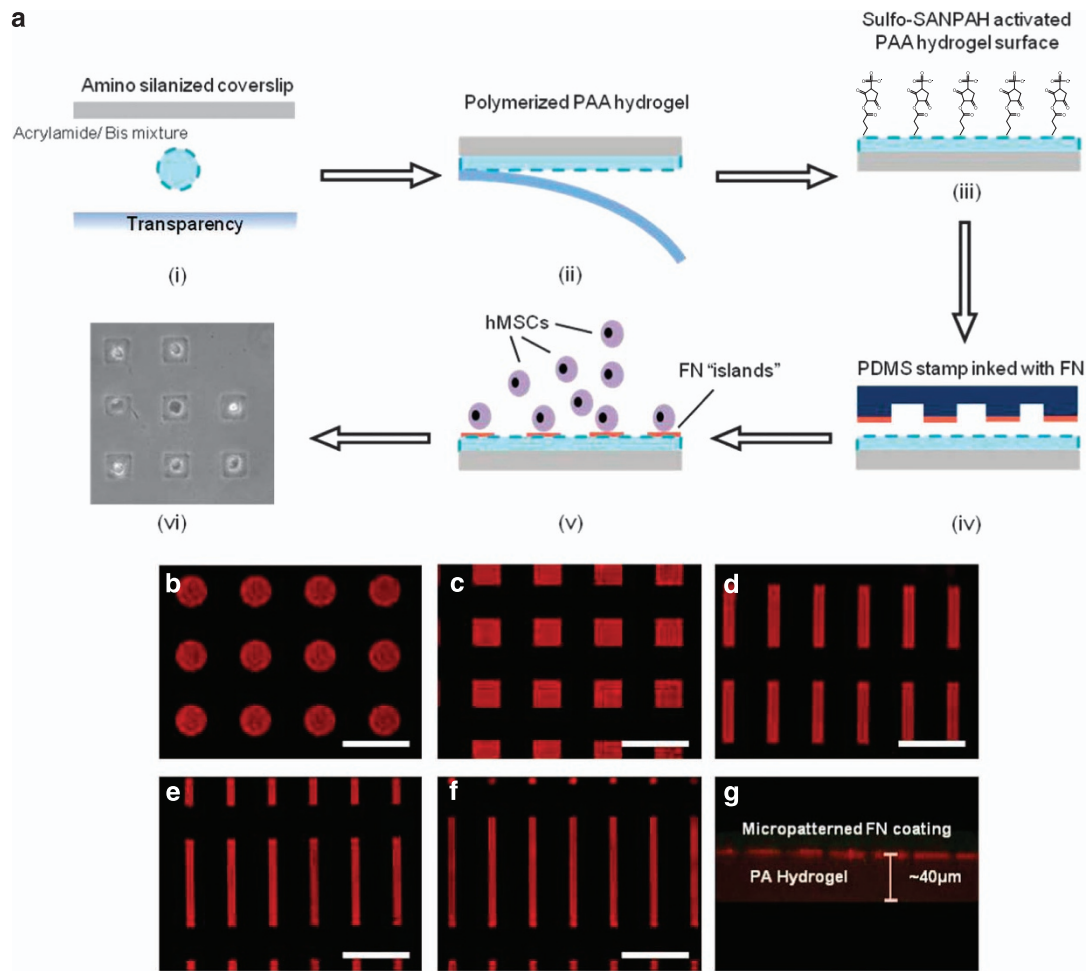 a
Amino silanized coverslip
Acrylamide/ Bis mixture
Transparency
(i)
Polymerized PAA hydrogel
(ii)
Sulfo-SANPAH activated
PAA hydrogel surface
(iii)
PDMS stamp inked with FN
(iv)
hMSCs
FN "islands"
(v)
(vi)
b
c
d
e
f
g
Micropatterned FN coating
PA Hydrogel
~40μm